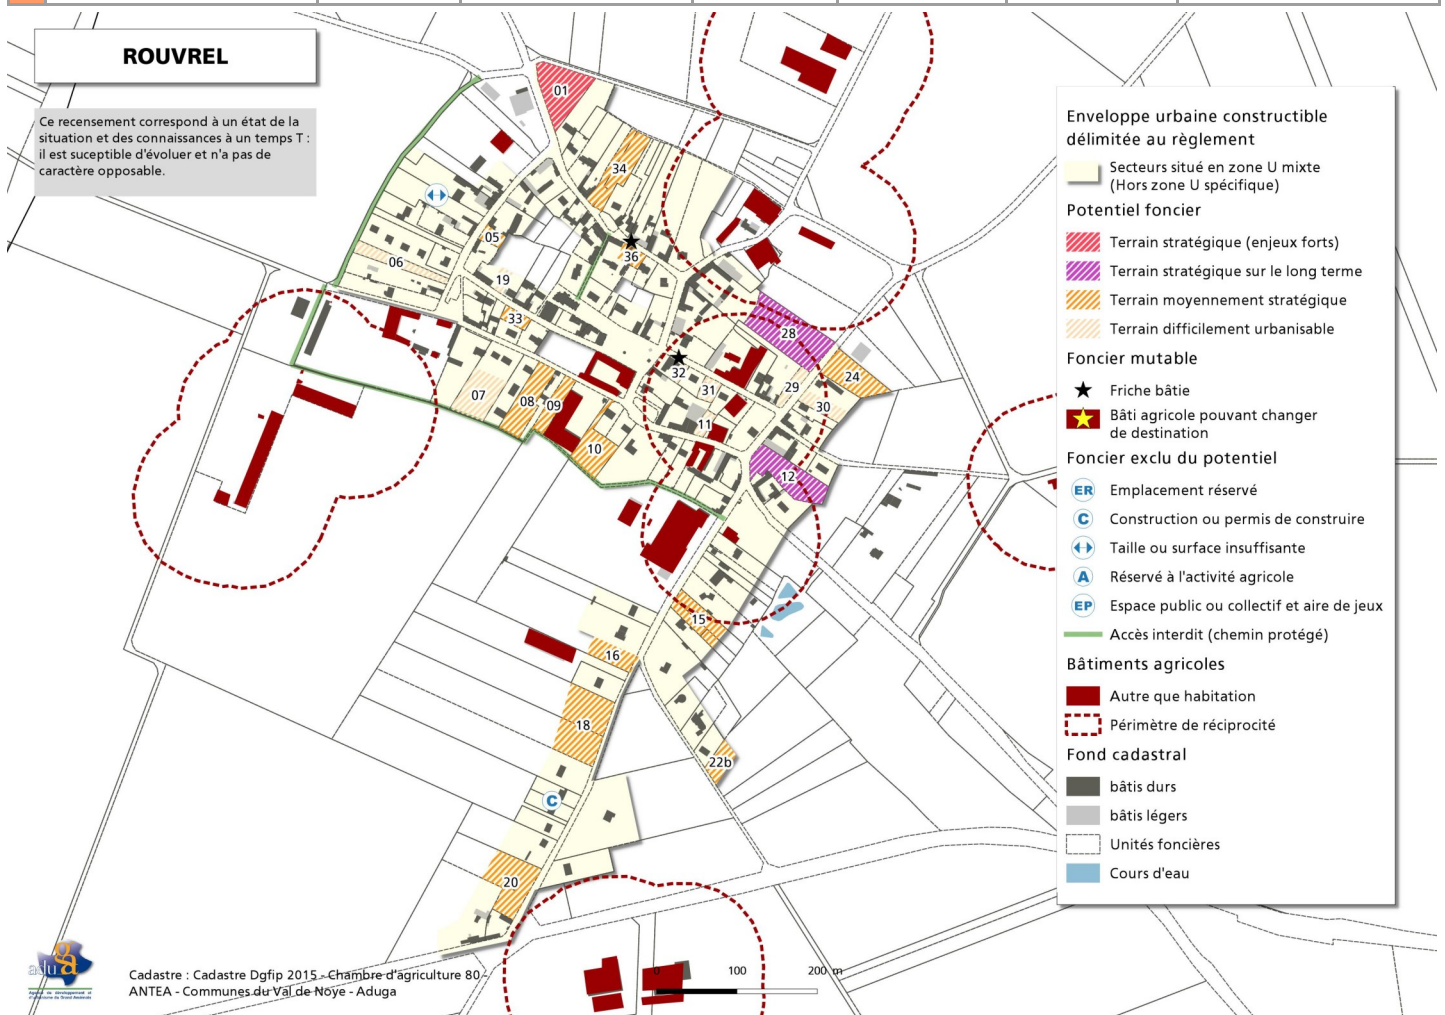 ROUVREL
Ce recensement correspond à un état de la
situation et des connaissances à un temps T :
il est suceptible d'évoluer et n'a pas de
caractère opposable.
01
34
05
36
06
19
33
28
32
24
31
29
07
08
09
30
11
10
12
15
16
18
22b
C
20
Enveloppe urbaine constructible
délimitée au règlement
Secteurs situé en zone U mixte
(Hors zone U spécifique)
Potentiel foncier
Terrain stratégique (enjeux forts)
Terrain stratégique sur le long terme
Terrain moyennement stratégique
Terrain difficilement urbanisable
Foncier mutable
Friche bâtie
Bâti agricole pouvant changer
de destination
Foncier exclu du potentiel
ER Emplacement réservé
C Construction ou permis de construire
Taille ou surface insuffisante
A Réservé à l'activité agricole
EP Espace public ou collectif et aire de jeux
Accès interdit (chemin protégé)
Bâtiments agricoles
Autre que habitation
Périmètre de réciprocité
Fond cadastral
bâtis durs
bâtis légers
Unités foncières
Cours d'eau
aduga
Cadastre : Cadastre Dgfip 2015 - Chambre d'agriculture 80 -
ANTEA - Communes du Val de Noye - Aduga
0 100 200 m